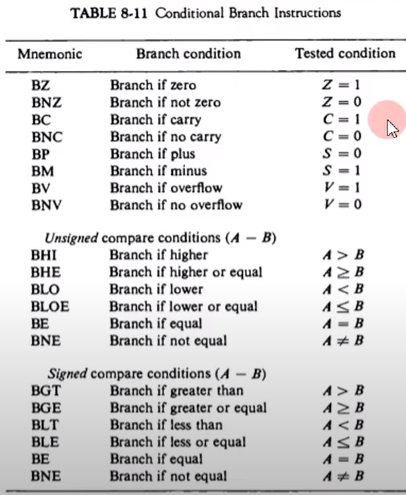 TABLE 8-11 Conditional Branch Instructions
Mnemonic Branch condition Tested condition
BZ Branch if zero Z = 1
BNZ Branch if not zero Z = 0
BC Branch if carry C = 1
BNC Branch if no carry C = 0
BP Branch if plus S = 0
BM Branch if minus S = 1
BV Branch if overflow V = 1
BNV Branch if no overflow V = 0
Unsigned compare conditions (A − B)
BHI Branch if higher A > B
BHE Branch if higher or equal A ≥ B
BLO Branch if lower A < B
BLOE Branch if lower or equal A ≤ B
BE Branch if equal A = B
BNE Branch if not equal A ≠ B
Signed compare conditions (A − B)
BGT Branch if greater than A > B
BGE Branch if greater or equal A ≥ B
BLT Branch if less than A < B
BLE Branch if less or equal A ≤ B
BE Branch if equal A = B
BNE Branch if not equal A ≠ B